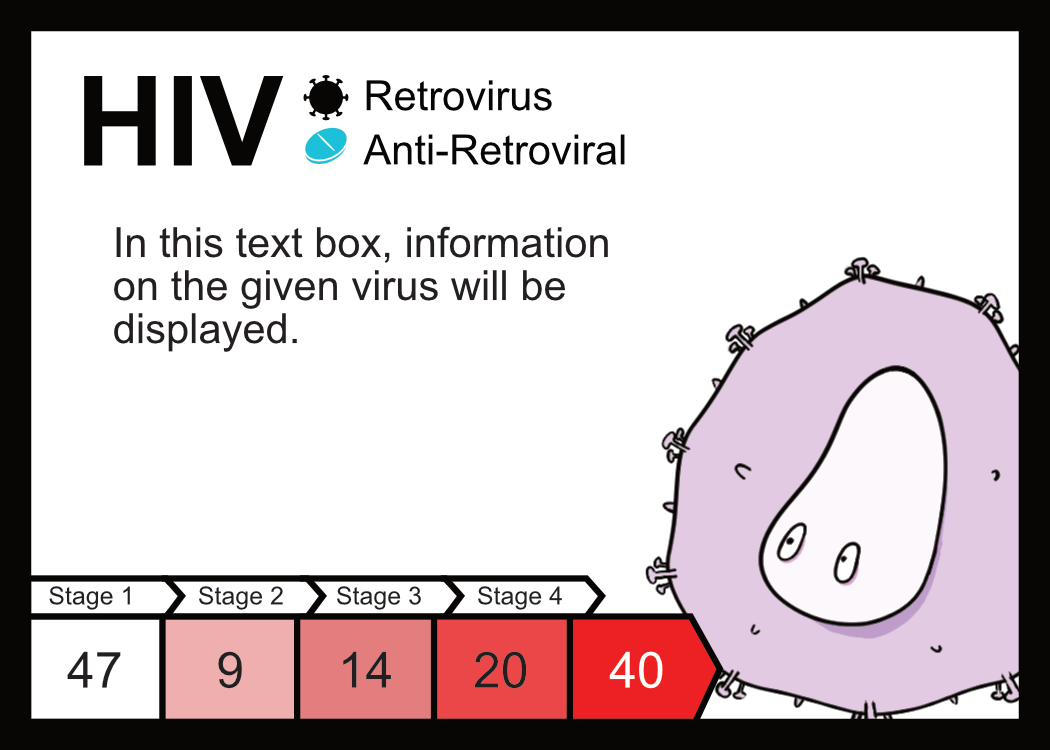 HIV
Retrovirus
Anti-Retroviral
In this text box, information
on the given virus will be
displayed.
Stage 1 Stage 2 Stage 3 Stage 4
47 9 14 20 40